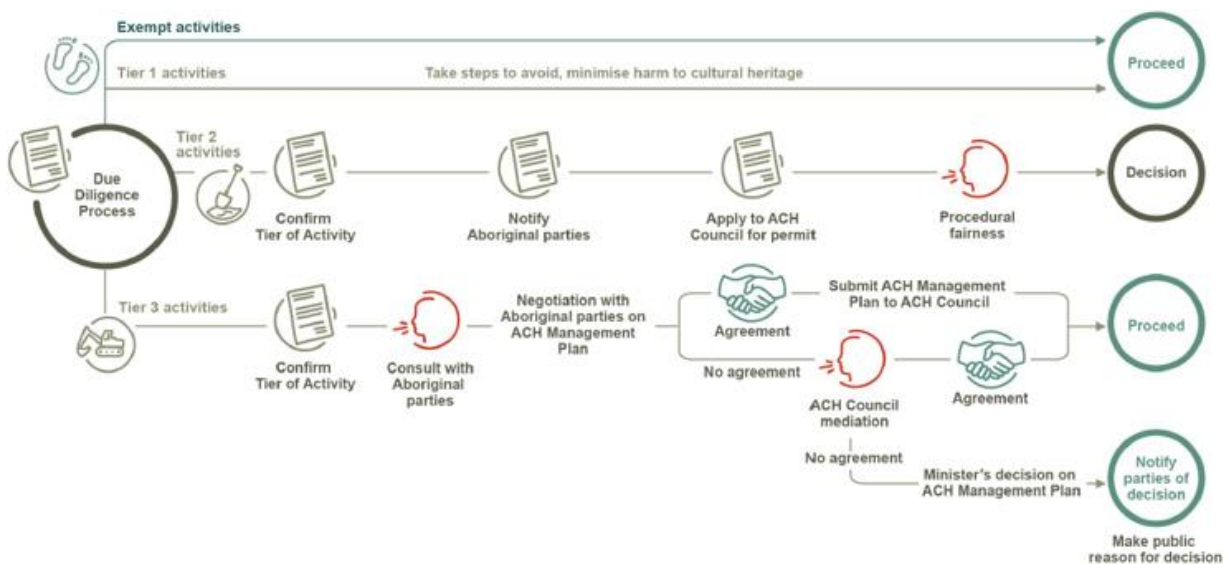 Exempt activities
Tier 1 activities
Take steps to avoid, minimise harm to cultural heritage
Proceed
Due
Diligence
Process
Tier 2
activities
Confirm
Tier of Activity
Notify
Aboriginal parties
Apply to ACH
Council for permit
Procedural
fairness
Decision
Tier 3 activities
Confirm
Tier of Activity
Consult with
Aboriginal
parties
Negotiation with
Aboriginal parties on
ACH Management
Plan
Agreement
Submit ACH Management
Plan to ACH Council
No agreement
ACH Council
mediation
Agreement
Proceed
No agreement
Minister's decision on
ACH Management Plan
Notify
parties of
decision
Make public
reason for decision